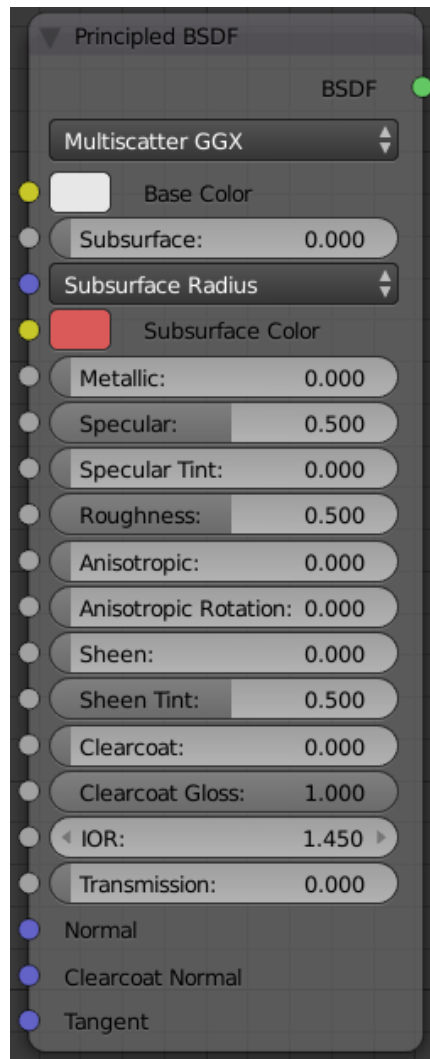 Principled BSDF
BSDF
Multiscatter GGX
Base Color
Subsurface: 0.000
Subsurface Radius
Subsurface Color
Metallic: 0.000
Specular: 0.500
Specular Tint: 0.000
Roughness: 0.500
Anisotropic: 0.000
Anisotropic Rotation: 0.000
Sheen: 0.000
Sheen Tint: 0.500
Clearcoat: 0.000
Clearcoat Gloss: 1.000
IOR: 1.450
Transmission: 0.000
Normal
Clearcoat Normal
Tangent